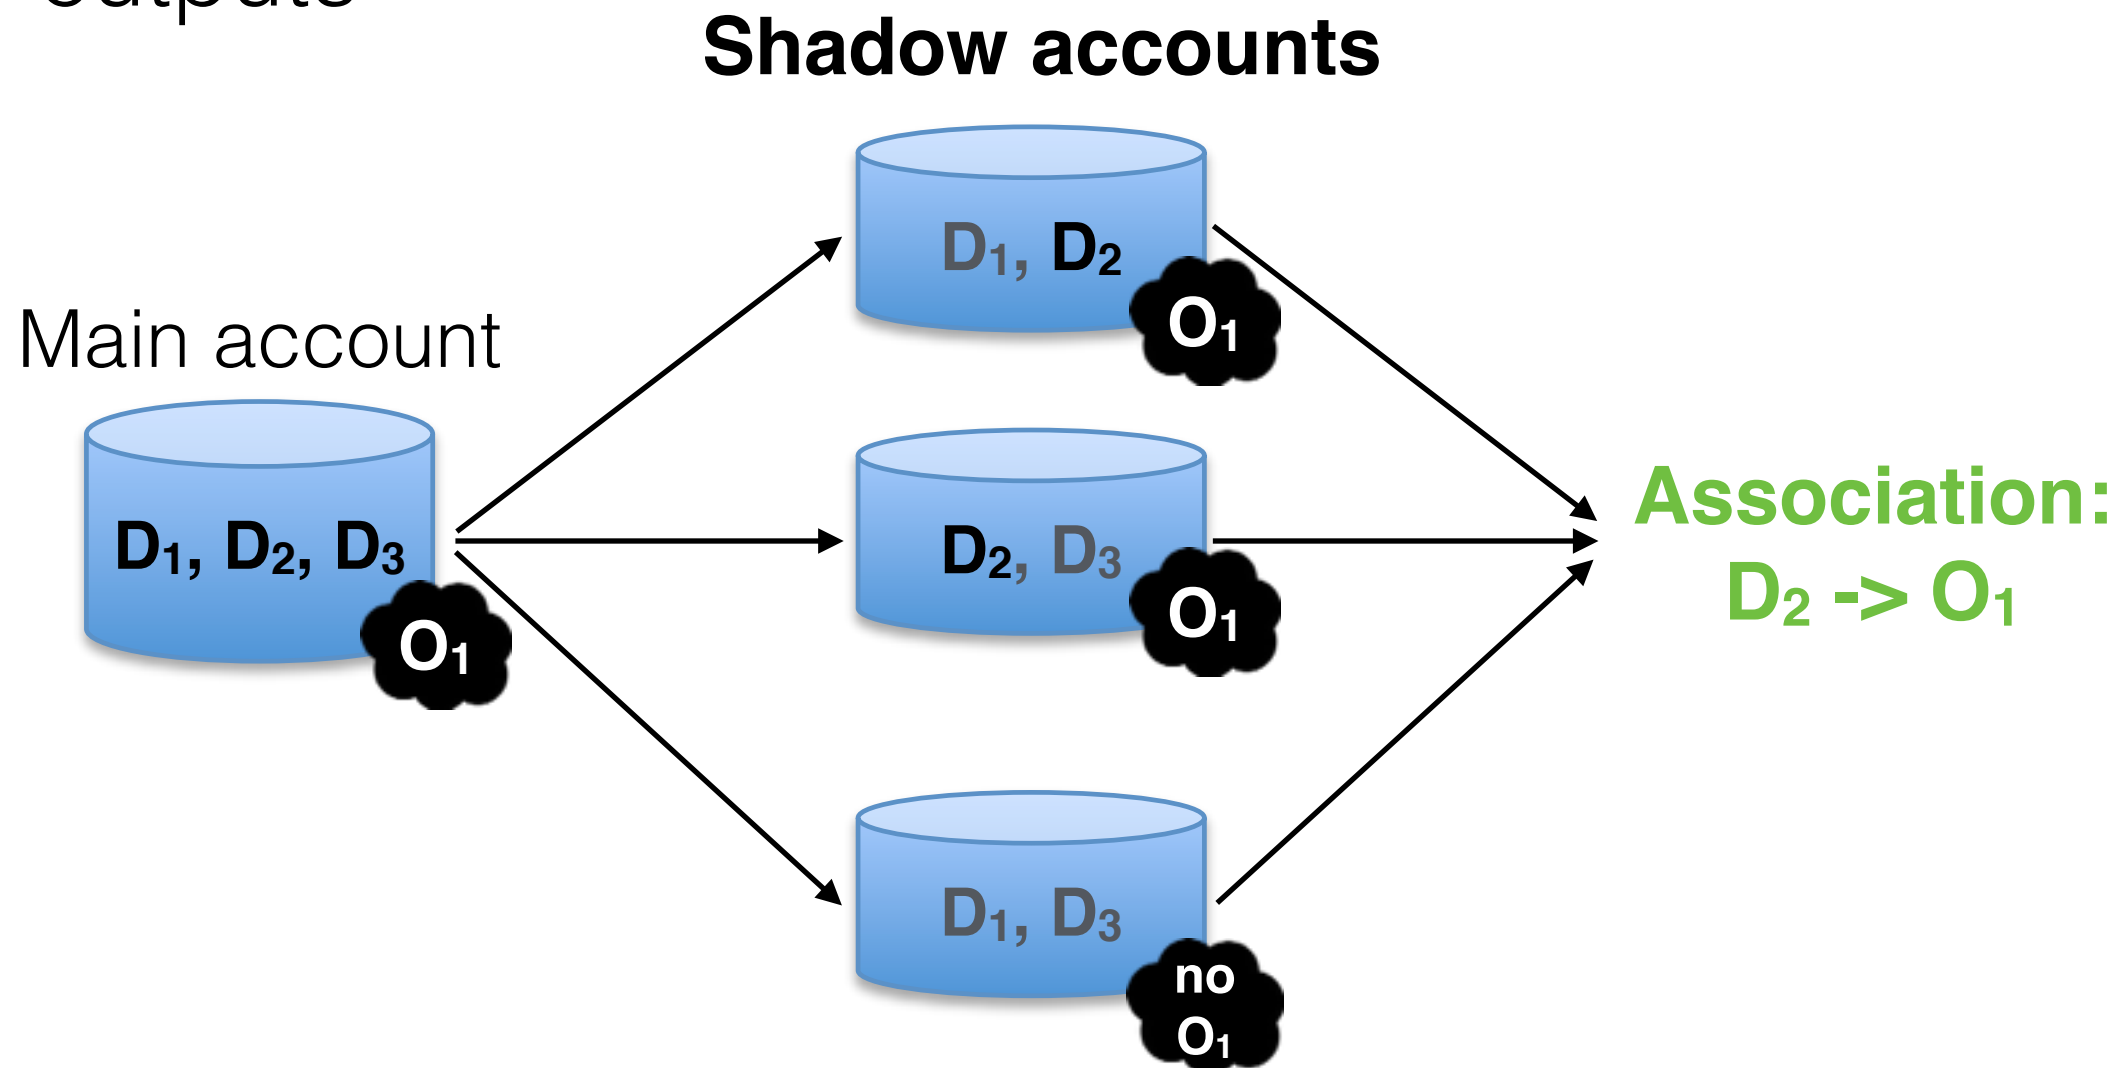 outputs
Shadow accounts
Main account
D₁, D₂, D₃
O₁
D₁, D₂
O₁
D₂, D₃
O₁
D₁, D₃
no
O₁
Association:
D₂ -> O₁